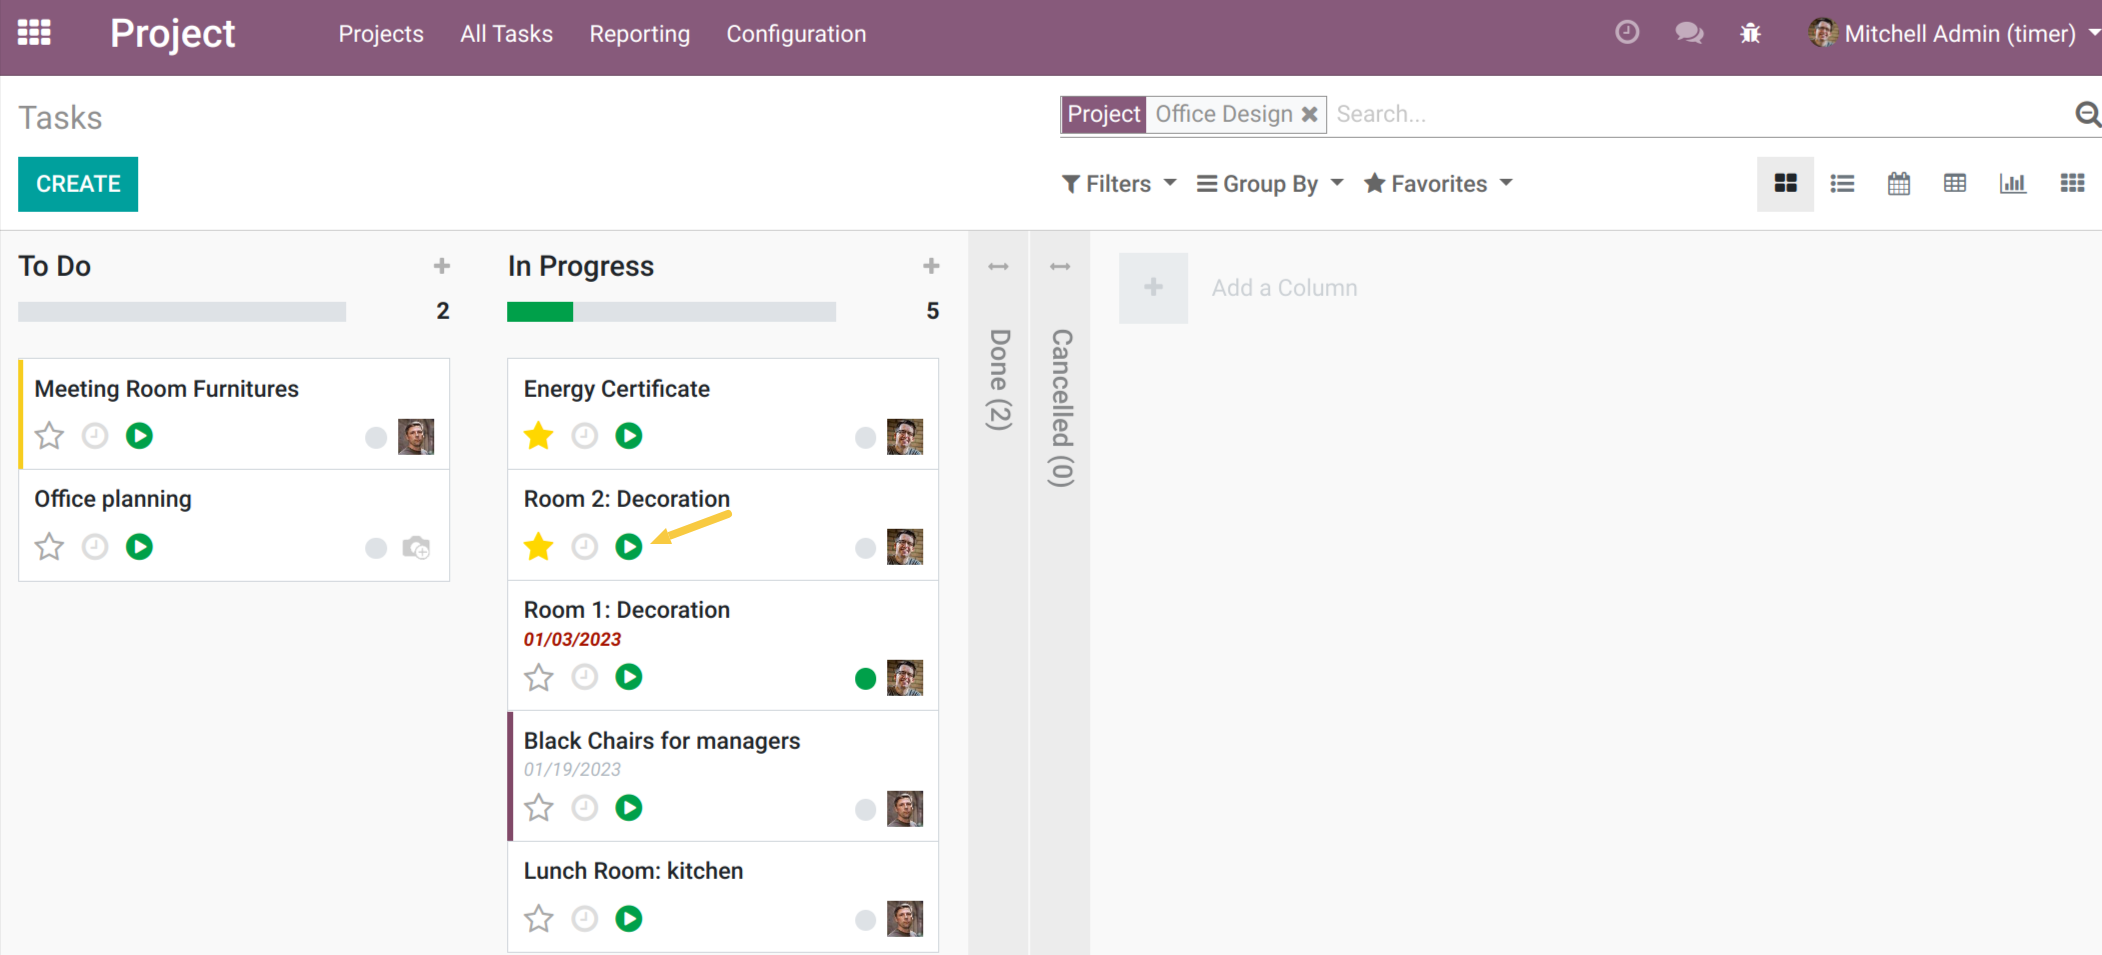 Project
Projects
All Tasks
Reporting
Configuration
Mitchell Admin (timer)
Tasks
Project Office Design Search...
CREATE
Filters
Group By
Favorites
To Do
2
Meeting Room Furnitures
Office planning
In Progress
5
Energy Certificate
Room 2: Decoration
Room 1: Decoration
01/03/2023
Black Chairs for managers
01/19/2023
Lunch Room: kitchen
Done (2)
Cancelled (0)
Add a Column